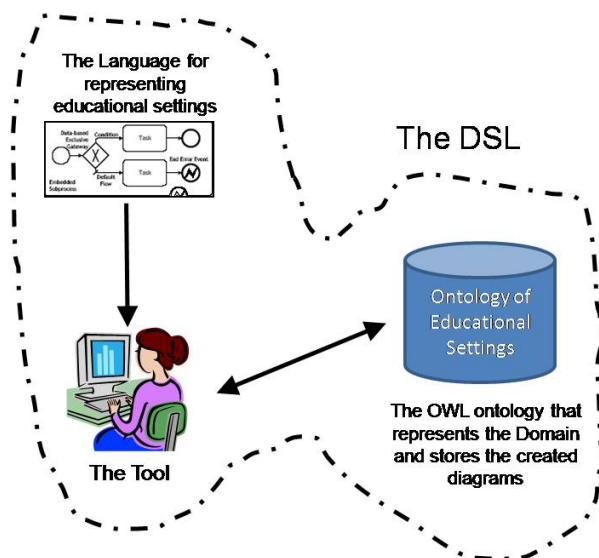 The Language for
representing
educational settings
Data-based
Exclusive
Gateway
Condition
Task
End Error Event
X
Task
Embedded
Subprocess
Default
Flow
The DSL
Ontology of
Educational
Settings
The Tool
The OWL ontology that
represents the Domain
and stores the created
diagrams